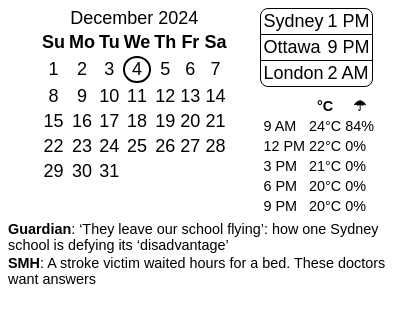 December 2024
Su Mo Tu We Th Fr Sa
1 2 3 4 5 6 7
8 9 10 11 12 13 14
15 16 17 18 19 20 21
22 23 24 25 26 27 28
29 30 31
Sydney 1 PM
Ottawa 9 PM
London 2 AM
°C ☂
9 AM 24°C 84%
12 PM 22°C 0%
3 PM 21°C 0%
6 PM 20°C 0%
9 PM 20°C 0%
Guardian: ‘They leave our school flying’: how one Sydney
school is defying its ‘disadvantage’
SMH: A stroke victim waited hours for a bed. These doctors
want answers